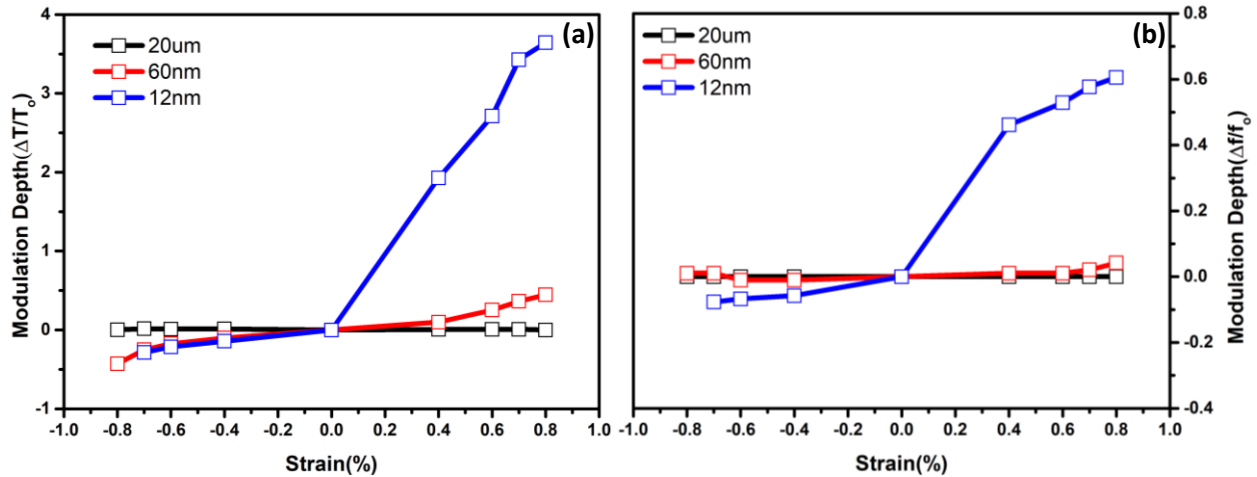 (a)
20um
60nm
12nm
Modulation Depth(ΔT/To)
4
3
2
1
0
-1
-1.0 -0.8 -0.6 -0.4 -0.2 0.0 0.2 0.4 0.6 0.8 1.0
Strain(%)
(b)
20um
60nm
12nm
0.8
0.6
0.4
0.2
0.0
-0.2
-0.4
Modulation Depth(Δf/fo)
-1.0 -0.8 -0.6 -0.4 -0.2 0.0 0.2 0.4 0.6 0.8 1.0
Strain(%)